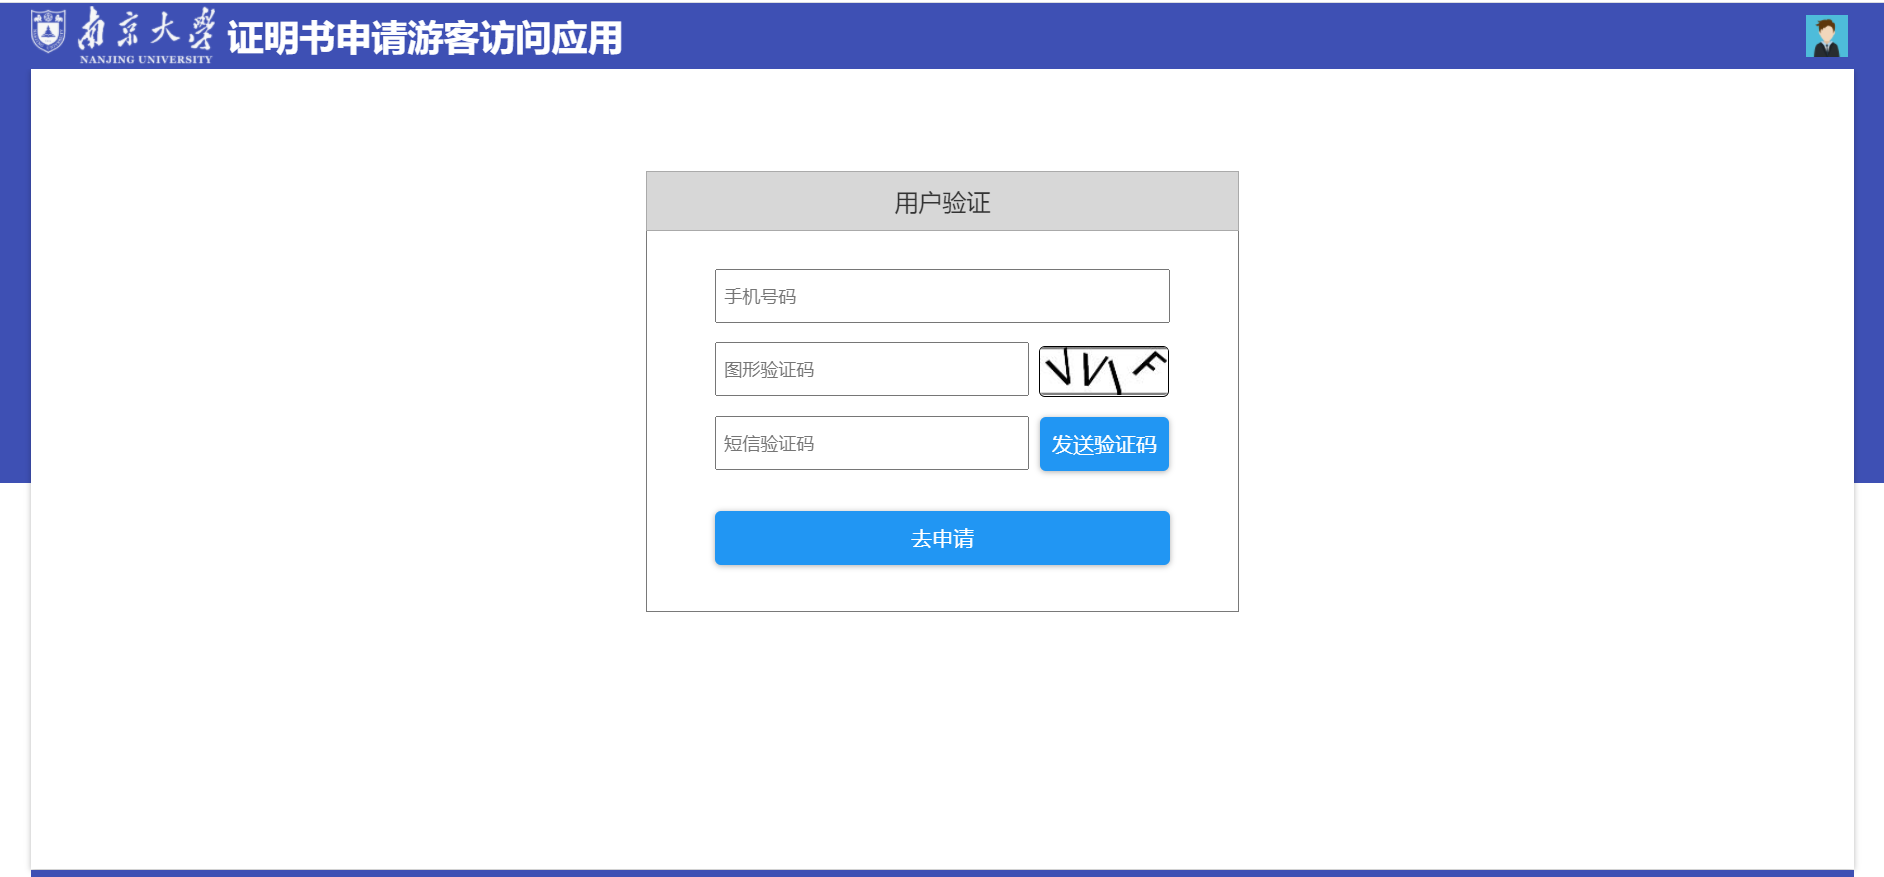 南京大学
NANJING UNIVERSITY
证明书申请游客访问应用
用户验证
手机号码
图形验证码
短信验证码
发送验证码
去申请